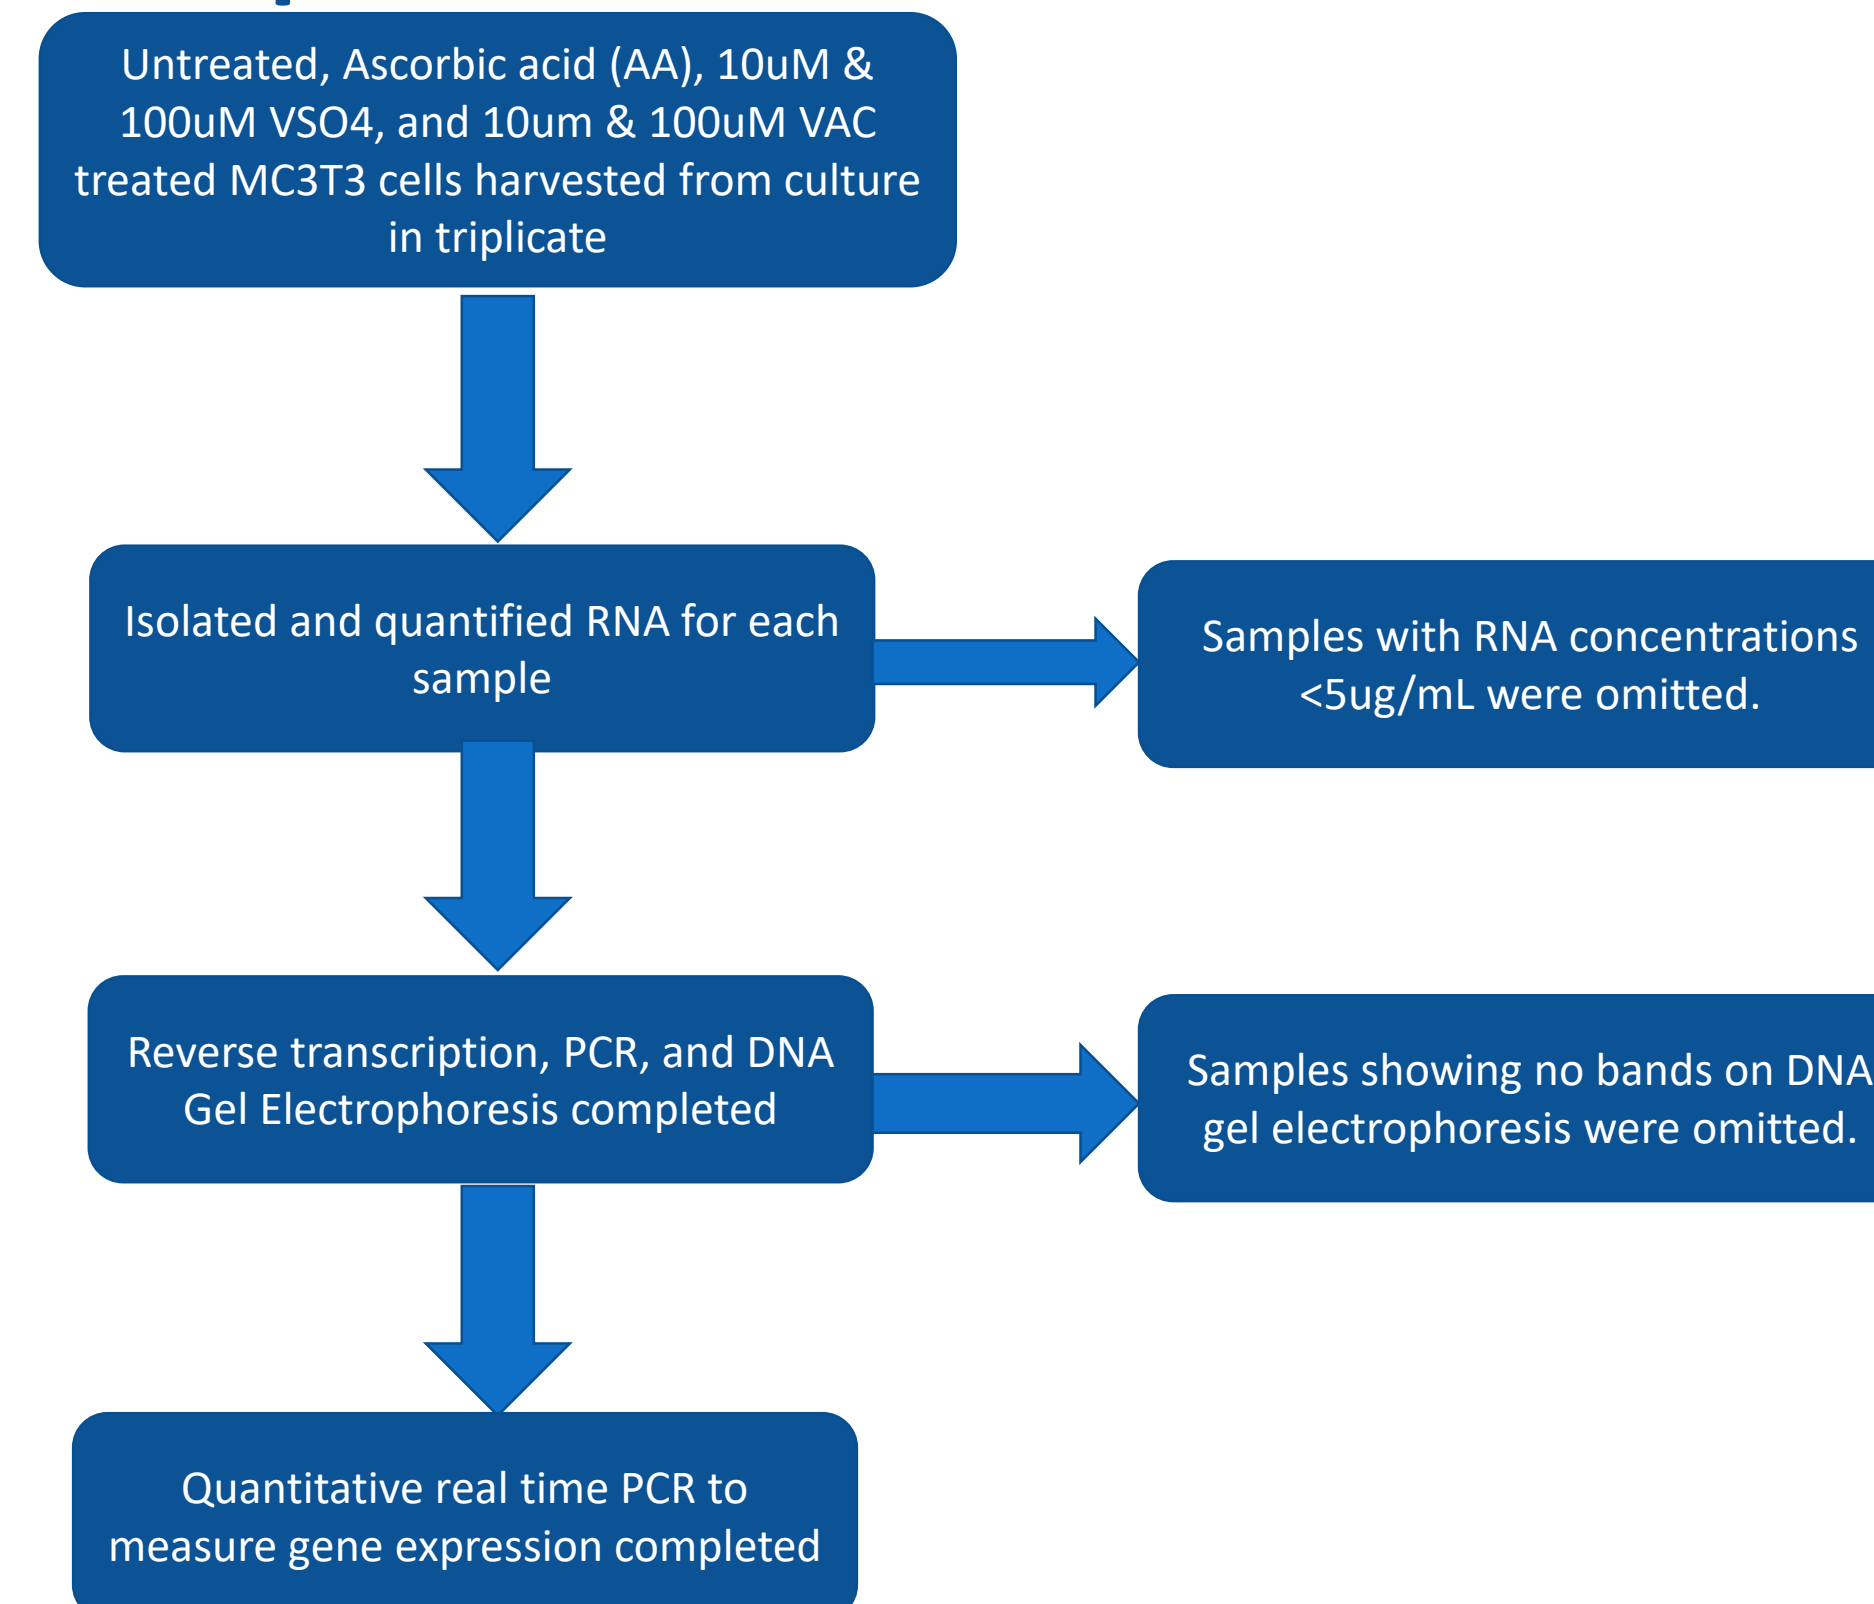 Untreated, Ascorbic acid (AA), 10uM &
100uM VSO4, and 10um & 100uM VAC
treated MC3T3 cells harvested from culture
in triplicate
Isolated and quantified RNA for each
sample
Samples with RNA concentrations
<5ug/mL were omitted.
Reverse transcription, PCR, and DNA
Gel Electrophoresis completed
Samples showing no bands on DNA
gel electrophoresis were omitted.
Quantitative real time PCR to
measure gene expression completed